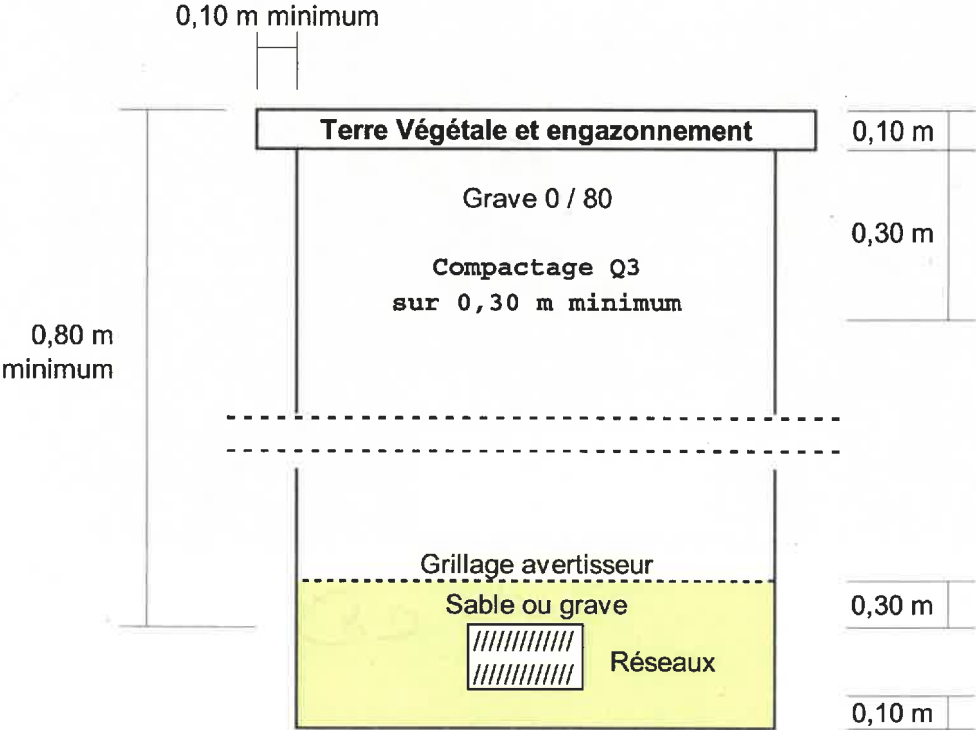 0,10 m minimum
Terre Végétale et engazonnement
0,10 m
Grave 0 / 80
0,30 m
Compactage Q3
sur 0,30 m minimum
0,80 m
minimum
Grillage avertisseur
Sable ou grave
0,30 m
Réseaux
0,10 m